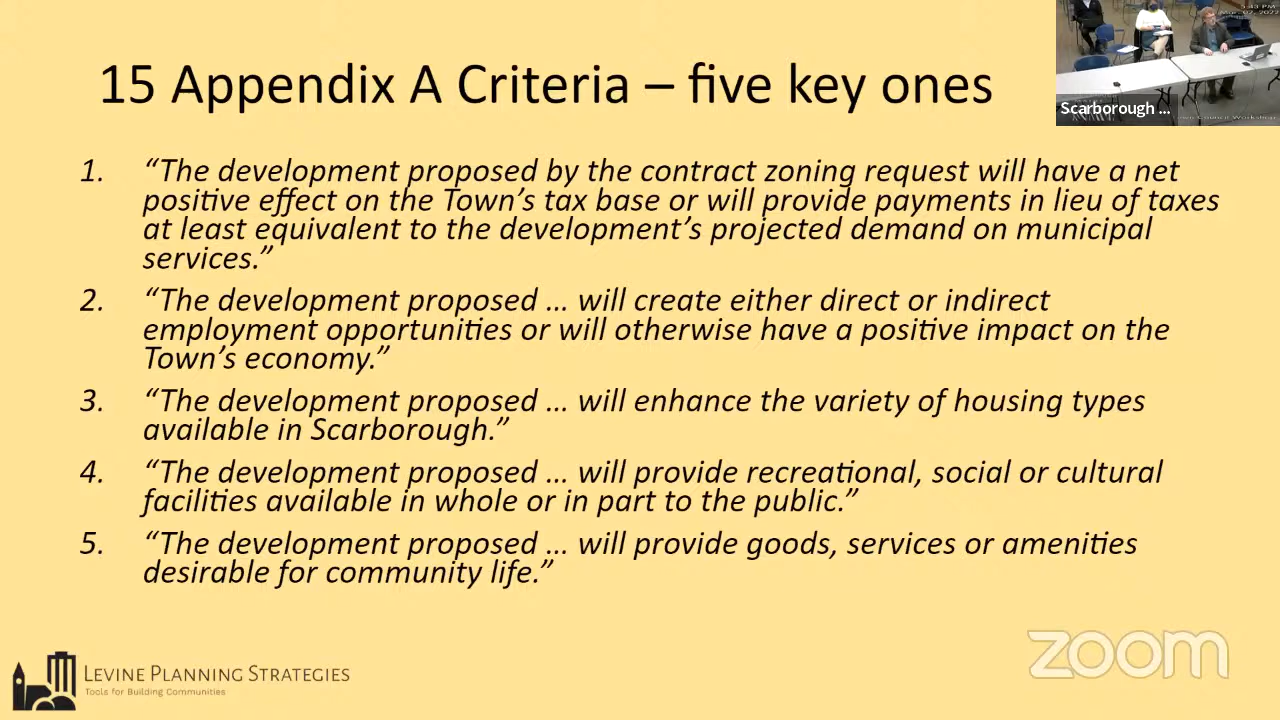 15 Appendix A Criteria – five key ones
1. “The development proposed by the contract zoning request will have a net
positive effect on the Town’s tax base or will provide payments in lieu of taxes
at least equivalent to the development’s projected demand on municipal
services.”
2. “The development proposed … will create either direct or indirect
employment opportunities or will otherwise have a positive impact on the
Town’s economy.”
3. “The development proposed … will enhance the variety of housing types
available in Scarborough.”
4. “The development proposed … will provide recreational, social or cultural
facilities available in whole or in part to the public.”
5. “The development proposed … will provide goods, services or amenities
desirable for community life.”
LEVINE PLANNING STRATEGIES
Tools for Building Communities
zoom
Scarborough ...
Council Workshop